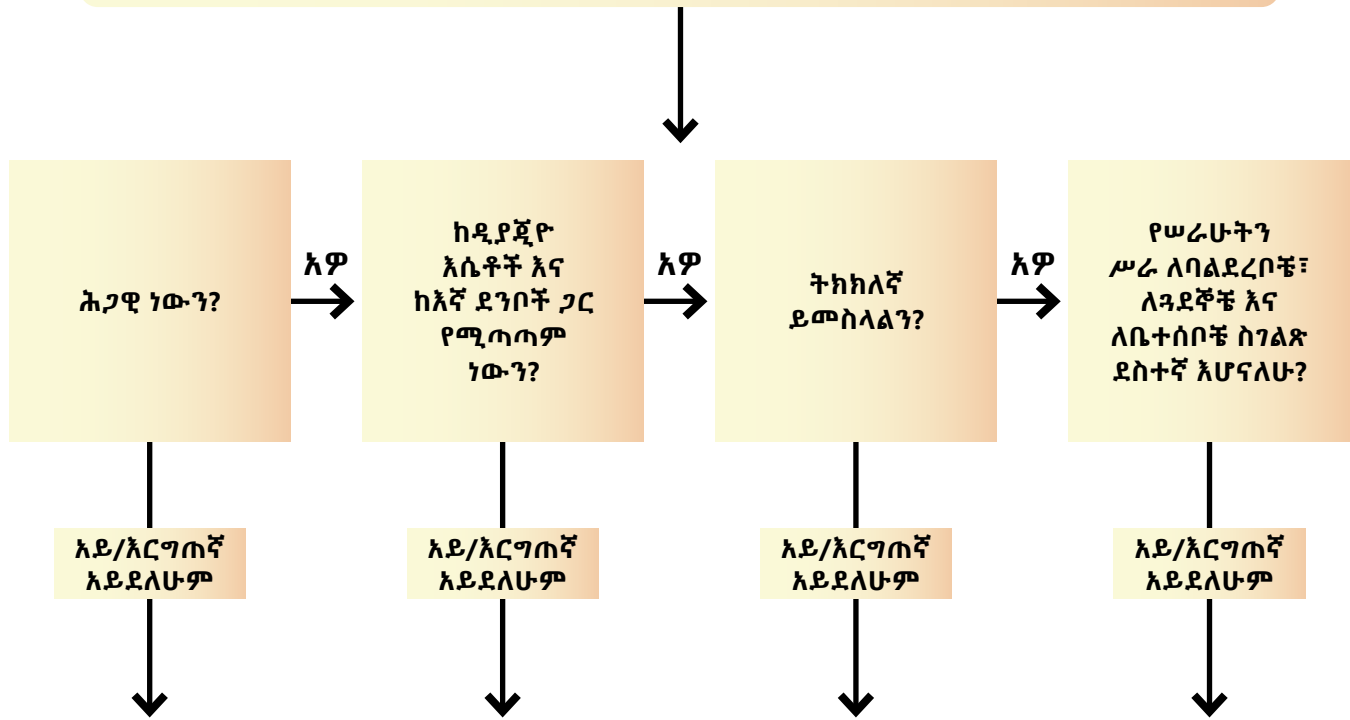 ሕጋዊ ነውን?
አዎ
ከዲያጂዮ
እሴቶች እና
ከእኛ ደንቦች ጋር
የሚጣጣም
ነውን?
አዎ
ትክክለኛ
ይመስላልን?
አዎ
የሠራሁትን
ሥራ ለባልደረቦቼ፣
ለጓደኞቼ እና
ለቤተሰቦቼ ስገልጽ
ደስተኛ እሆናለሁ?
አይ/እርግጠኛ
አይደለሁም
አይ/እርግጠኛ
አይደለሁም
አይ/እርግጠኛ
አይደለሁም
አይ/እርግጠኛ
አይደለሁም